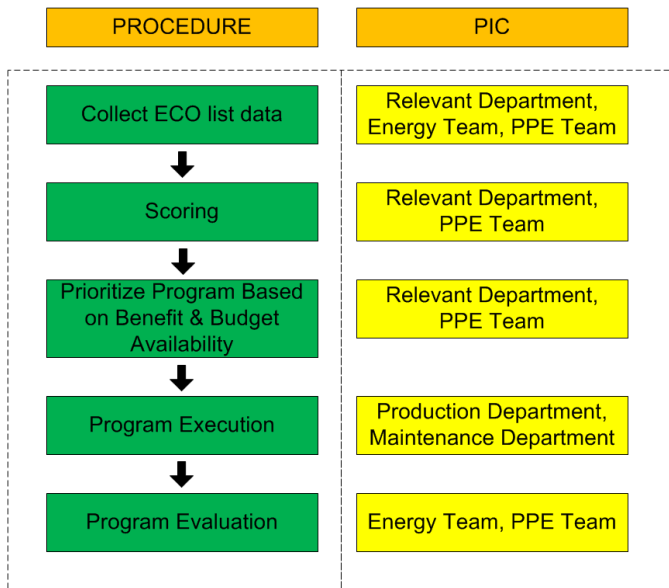 PROCEDURE
PIC
Collect ECO list data
Relevant Department,
Energy Team, PPE Team
Scoring
Relevant Department,
PPE Team
Prioritize Program Based
on Benefit & Budget
Availability
Relevant Department,
PPE Team
Program Execution
Production Department,
Maintenance Department
Program Evaluation
Energy Team, PPE Team